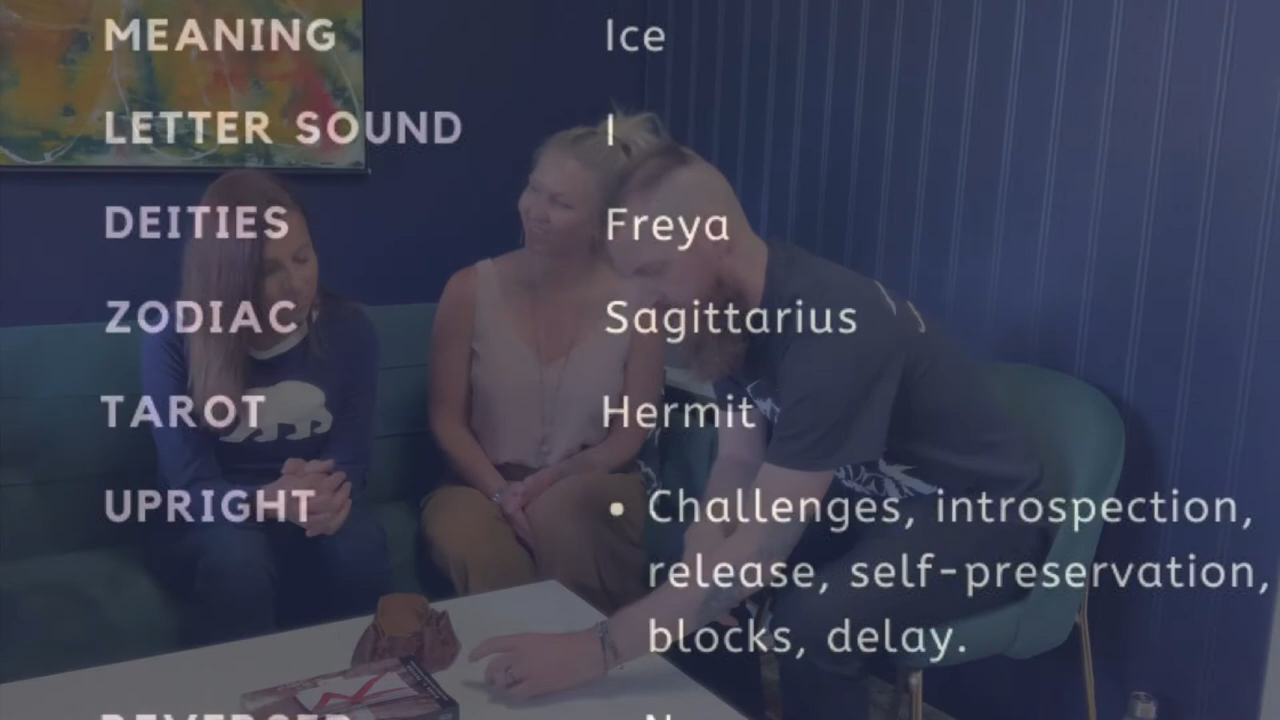 MEANING Ice
LETTER SOUND I
DEITIES Freya
ZODIAC Sagittarius
TAROT Hermit
UPRIGHT • Challenges, introspection,
release, self-preservation,
blocks, delay.